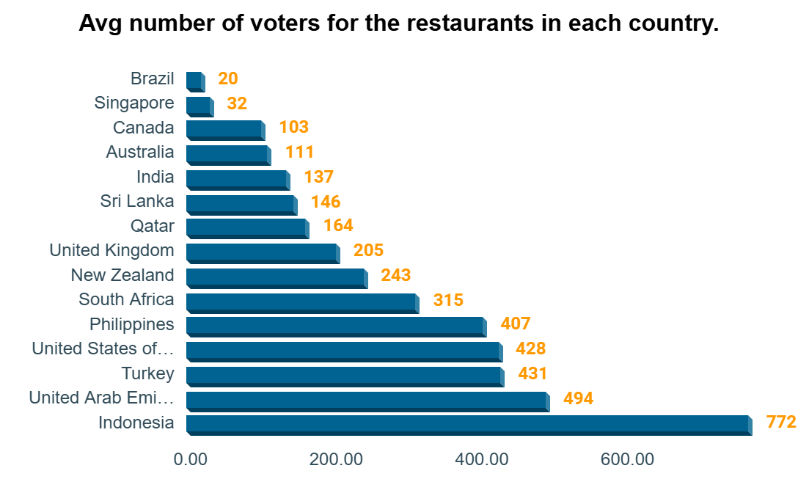 Avg number of voters for the restaurants in each country.
Brazil 20
Singapore 32
Canada 103
Australia 111
India 137
Sri Lanka 146
Qatar 164
United Kingdom 205
New Zealand 243
South Africa 315
Philippines 407
United States of… 428
Turkey 431
United Arab Emi… 494
Indonesia 772
0.00 200.00 400.00 600.00